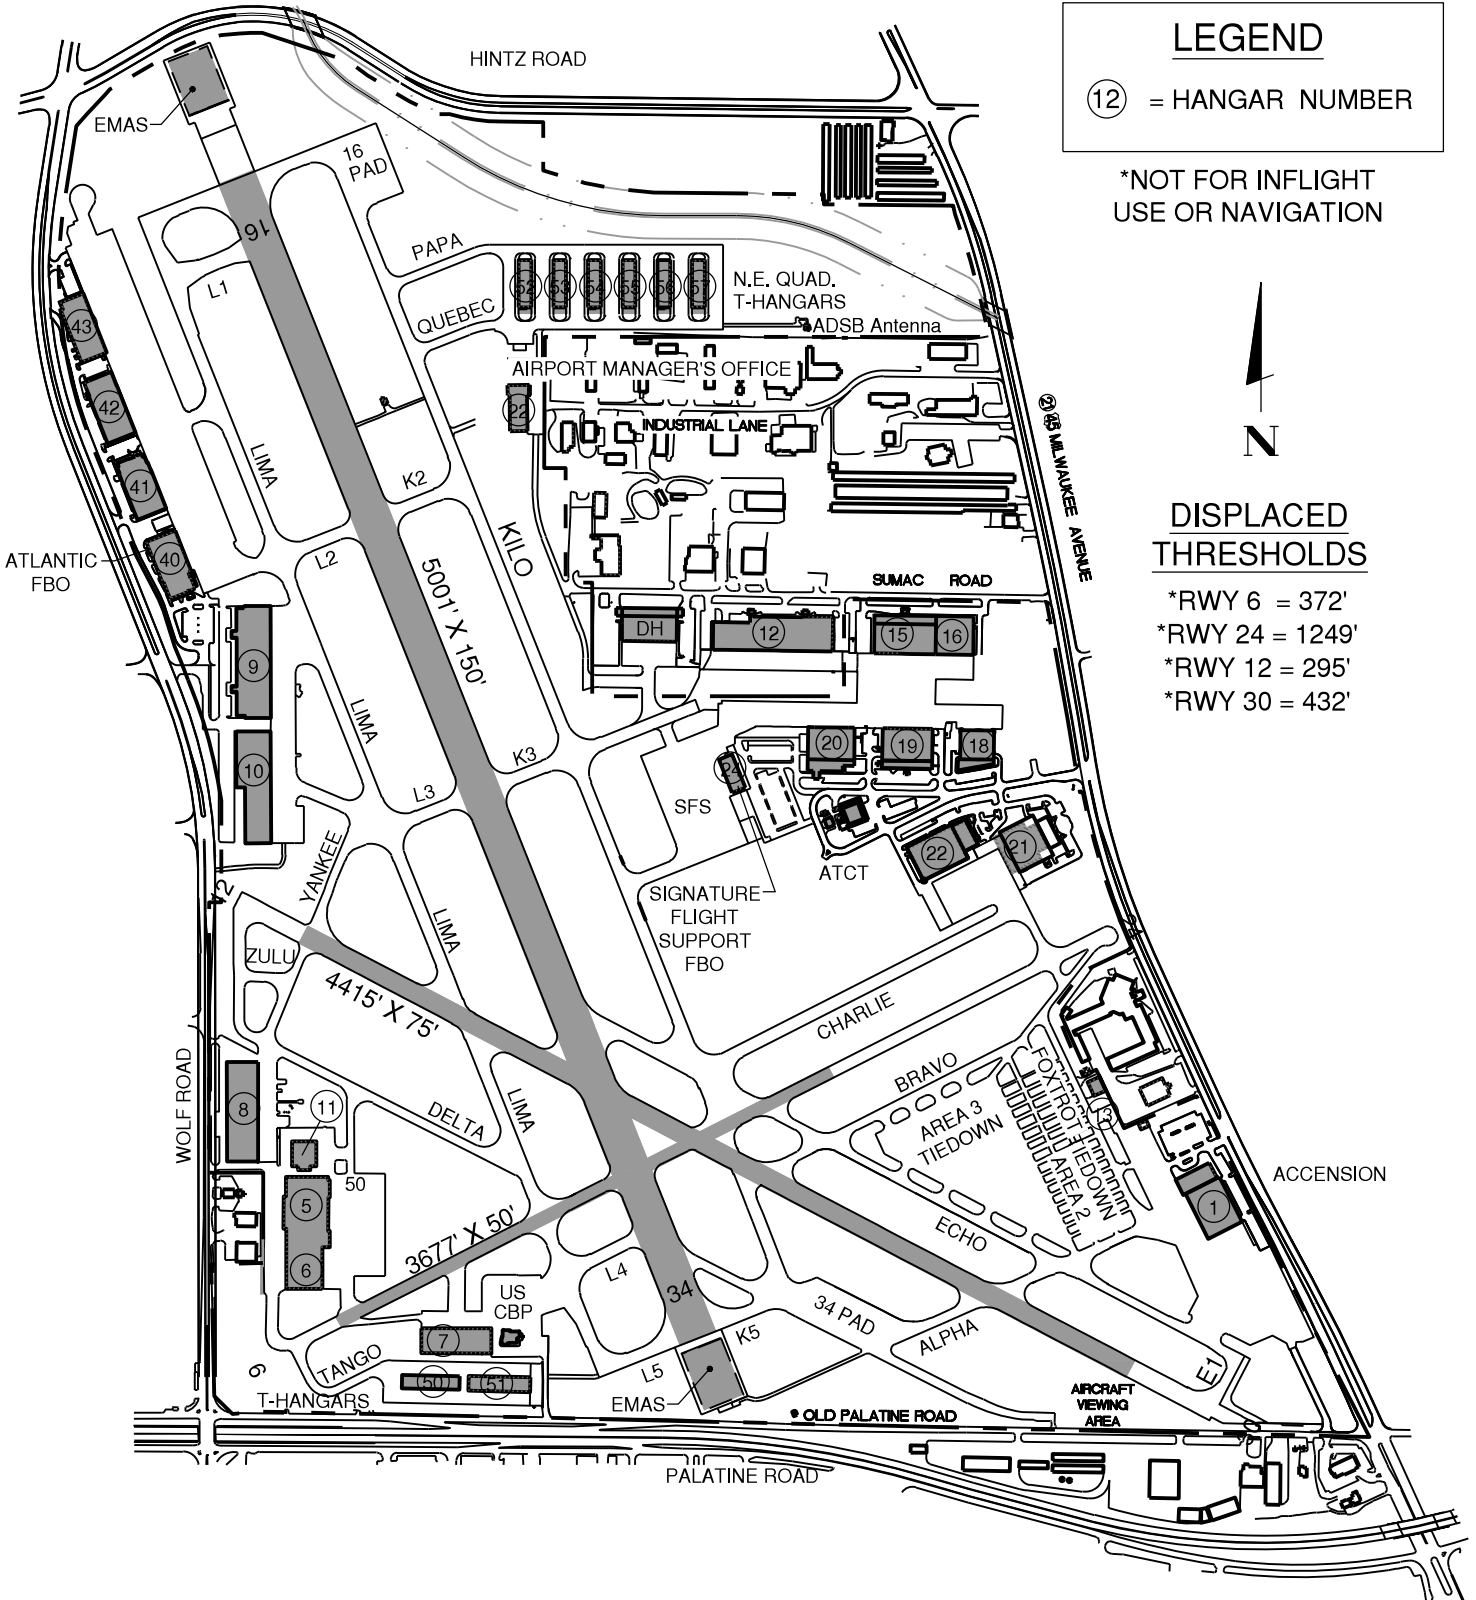 LEGEND
12 = HANGAR NUMBER
*NOT FOR INFLIGHT
USE OR NAVIGATION
N
DISPLACED
THRESHOLDS
*RWY 6 = 372'
*RWY 24 = 1249'
*RWY 12 = 295'
*RWY 30 = 432'
HINTZ ROAD
EMAS
16
PAD
16
PAPA
L1
QUEBEC
52 53 54 55 56 57
N.E. QUAD.
T-HANGARS
ADSB Antenna
AIRPORT MANAGER'S OFFICE
43
42
22
INDUSTRIAL LANE
MILWAUKEE AVENUE
LIMA
K2
41
KILO
ATLANTIC
FBO
40
L2
5001' X 150'
SUMAC ROAD
DH
12
15
16
9
LIMA
K3
20
19
18
10
24
L3
SFS
YANKEE
22
21
ATCT
SIGNATURE
FLIGHT
SUPPORT
FBO
LIMA
ZULU
4415' X 75'
CHARLIE
WOLF ROAD
BRAVO
FOXTROT TIEDOWN
AREA 2
AREA 3
TIEDOWN
8
11
DELTA
LIMA
13
50
5
ACCENSION
1
3677' X 50'
ECHO
6
L4
US
CBP
34
34 PAD
7
K5
ALPHA
6
TANGO
L5
E1
50
51
T-HANGARS
EMAS
AIRCRAFT
VIEWING
AREA
OLD PALATINE ROAD
PALATINE ROAD